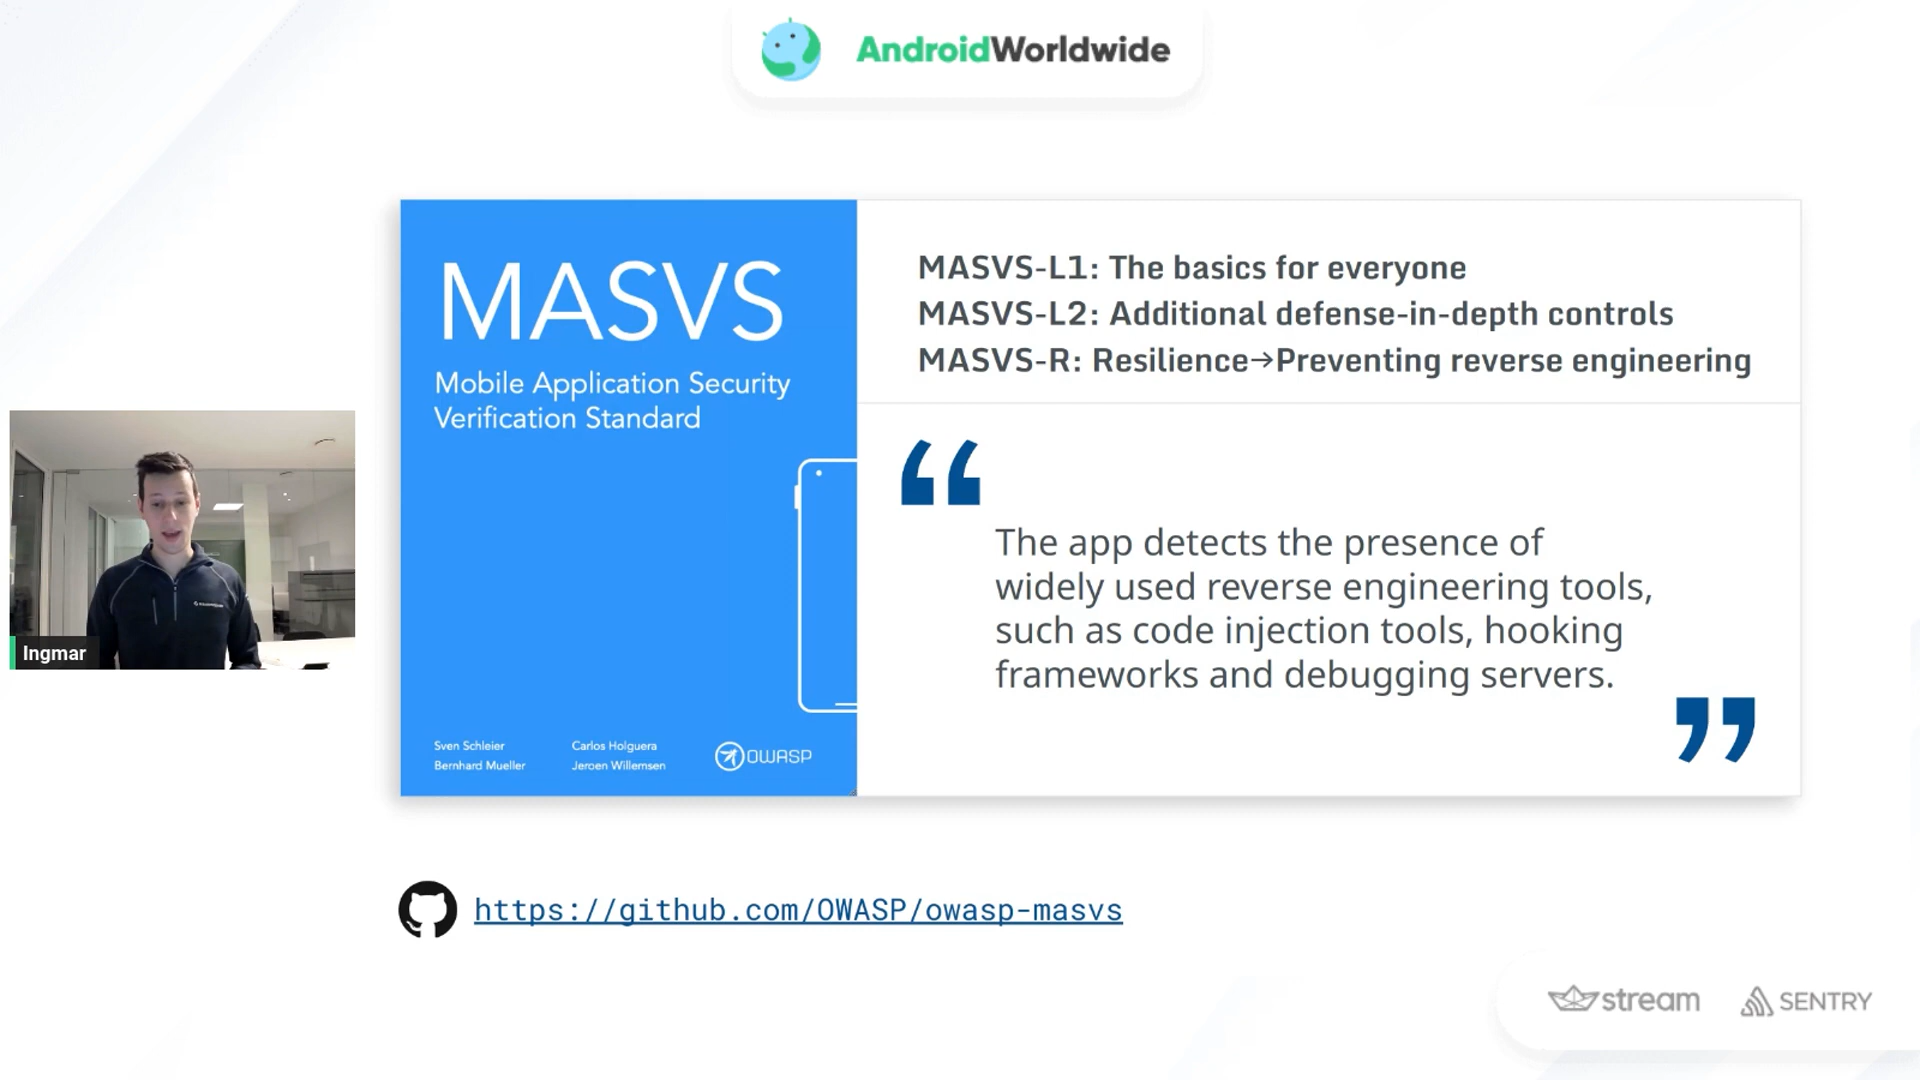 AndroidWorldwide
MASVS
Mobile Application Security
Verification Standard
Sven Schleier
Bernhard Mueller
Carlos Holguera
Jeroen Willemsen
OWASP
MASVS-L1: The basics for everyone
MASVS-L2: Additional defense-in-depth controls
MASVS-R: Resilience→Preventing reverse engineering
“
The app detects the presence of
widely used reverse engineering tools,
such as code injection tools, hooking
frameworks and debugging servers.
”
Ingmar
https://github.com/OWASP/owasp-masvs
stream
SENTRY